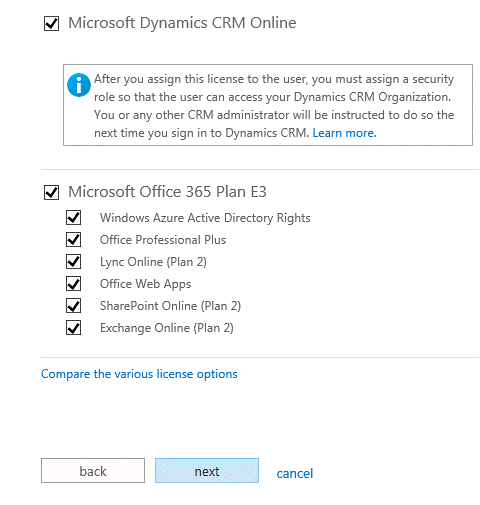 Microsoft Dynamics CRM Online
After you assign this license to the user, you must assign a security
role so that the user can access your Dynamics CRM Organization.
You or any other CRM administrator will be instructed to do so the
next time you sign in to Dynamics CRM. Learn more.
Microsoft Office 365 Plan E3
Windows Azure Active Directory Rights
Office Professional Plus
Lync Online (Plan 2)
Office Web Apps
SharePoint Online (Plan 2)
Exchange Online (Plan 2)
Compare the various license options
back next cancel